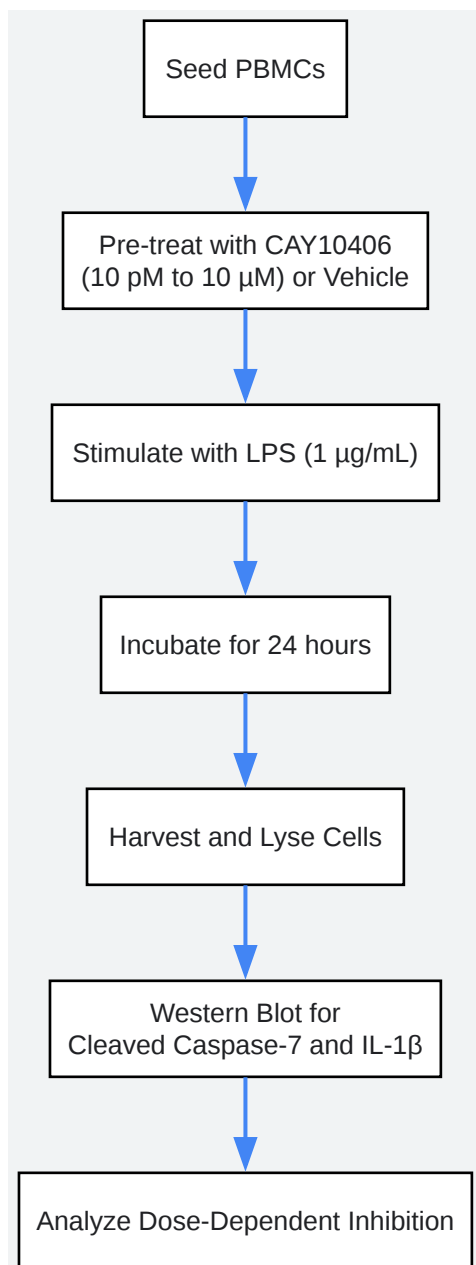 Seed PBMCs
Pre-treat with CAY10406
(10 pM to 10 µM) or Vehicle
Stimulate with LPS (1 µg/mL)
Incubate for 24 hours
Harvest and Lyse Cells
Western Blot for
Cleaved Caspase-7 and IL-1β
Analyze Dose-Dependent Inhibition